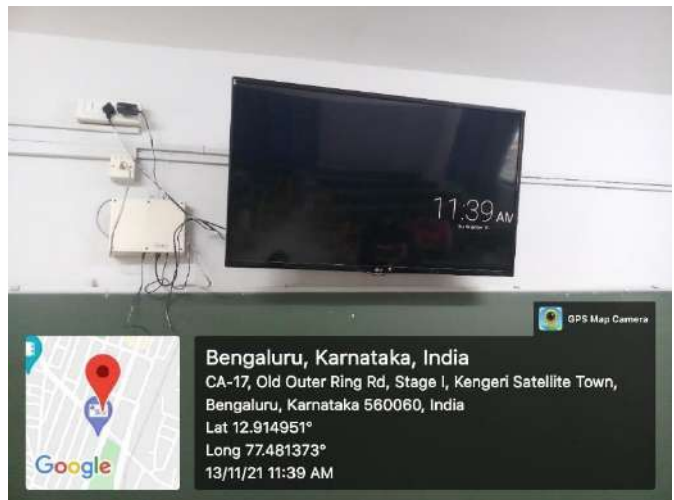 11:39 AM
GPS Map Camera
Bengaluru, Karnataka, India
CA-17, Old Outer Ring Rd, Stage I, Kengeri Satellite Town,
Bengaluru, Karnataka 560060, India
Lat 12.914951°
Long 77.481373°
13/11/21 11:39 AM
Google